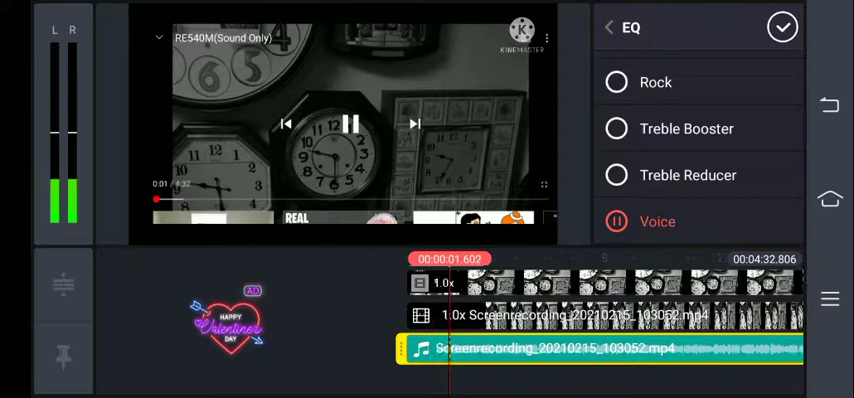 L R
RE540M(Sound Only)
K
KINEMASTER
0:01 / 4:32
REAL
EQ
Rock
Treble Booster
Treble Reducer
Voice
00:00:01.602
8
00:04:32.806
1.0x
1.0x Screenrecording_20210215_103052.mp4
Screenrecording_20210215_103052.mp4
AD
HAPPY
Valentine's
DAY